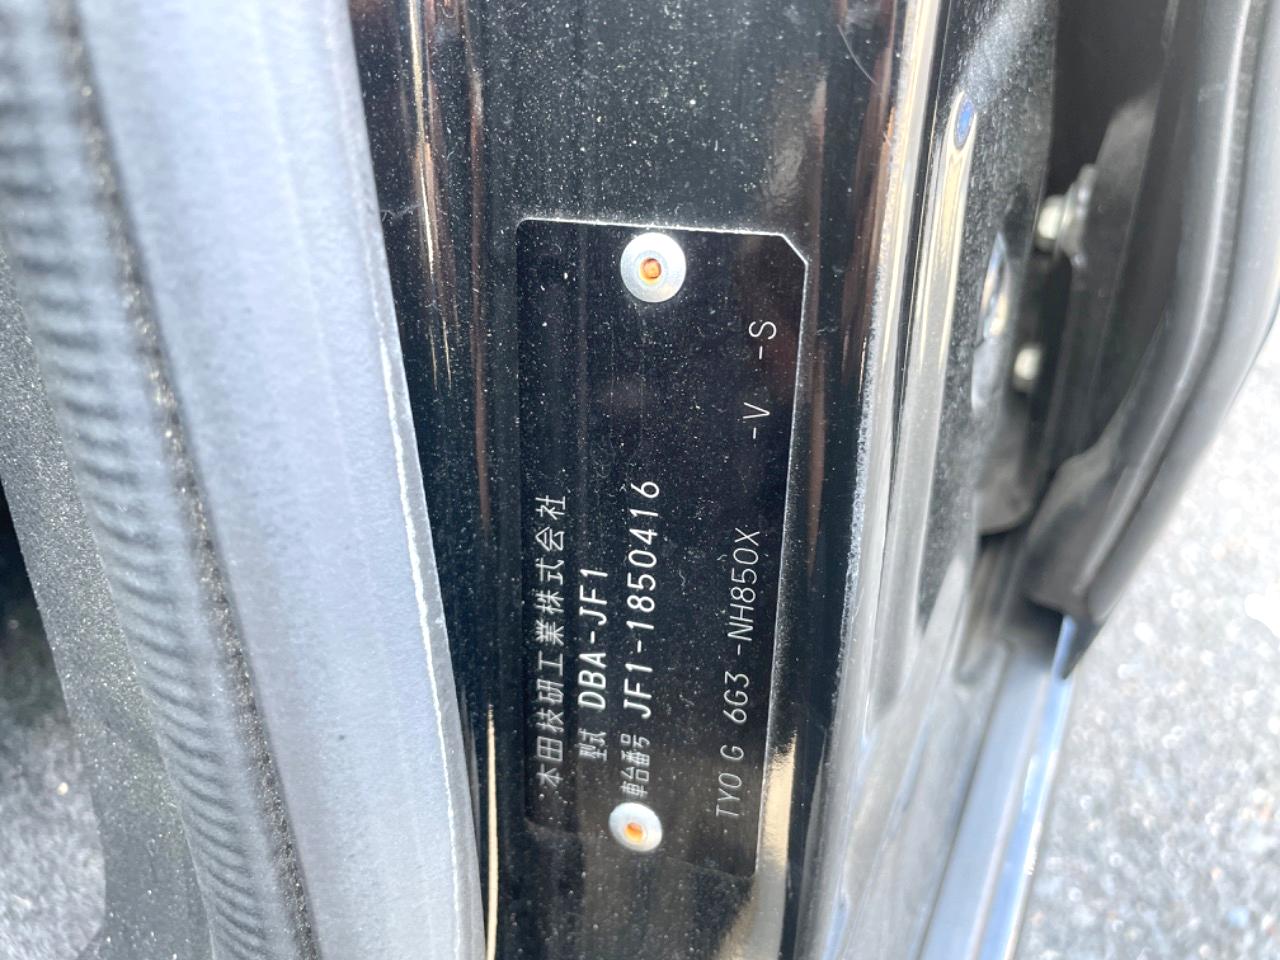 本田技研工業株式会社
型式 DBA-JF1
車台番号 JF1-1850416
TY0 G 6G3 -NH850X -V -S